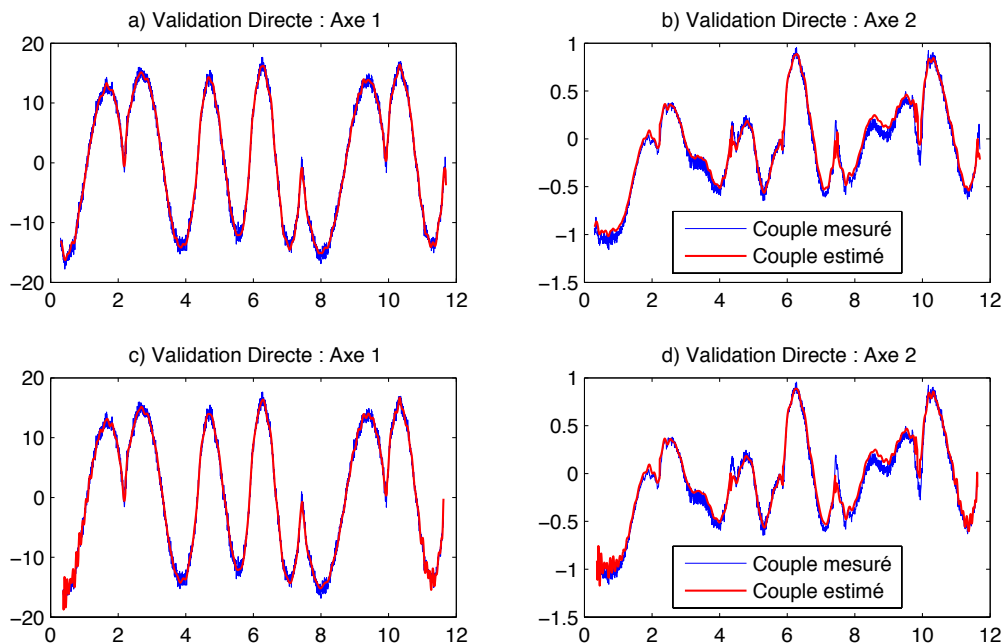 a) Validation Directe : Axe 1
20
10
0
−10
−20
0 2 4 6 8 10 12
b) Validation Directe : Axe 2
1
0.5
0
−0.5
−1
−1.5
Couple mesuré
Couple estimé
0 2 4 6 8 10 12
c) Validation Directe : Axe 1
20
10
0
−10
−20
0 2 4 6 8 10 12
d) Validation Directe : Axe 2
1
0.5
0
−0.5
−1
−1.5
Couple mesuré
Couple estimé
0 2 4 6 8 10 12